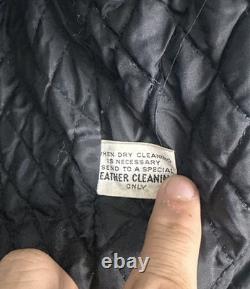 WHEN DRY CLEANING
IS NECESSARY
SEND TO A SPECIAL
LEATHER CLEANING
ONLY